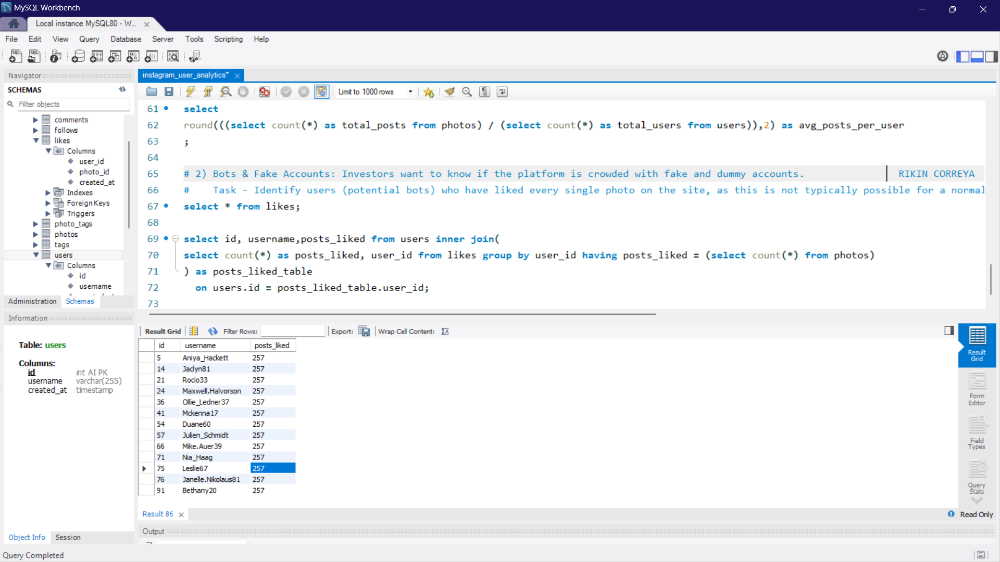 MySQL Workbench
Local instance MySQL80 - W...
File Edit View Query Database Server Tools Scripting Help
Navigator
SCHEMAS
Filter objects
comments
follows
likes
Columns
user_id
photo_id
created_at
Indexes
Foreign Keys
Triggers
photo_tags
photos
tags
users
Columns
id
username
Administration Schemas
Information
Table: users
Columns:
id int AI PK
username varchar(255)
created_at timestamp
Object Info Session
instagram_user_analytics*
Limit to 1000 rows
61 select
62 round(((select count(*) as total_posts from photos) / (select count(*) as total_users from users)),2) as avg_posts_per_user
63 ;
64
65 # 2) Bots & Fake Accounts: Investors want to know if the platform is crowded with fake and dummy accounts. RIKIN CORREYA
66 # Task - Identify users (potential bots) who have liked every single photo on the site, as this is not typically possible for a normal
67 select * from likes;
68
69 select id, username,posts_liked from users inner join(
70 select count(*) as posts_liked, user_id from likes group by user_id having posts_liked = (select count(*) from photos)
71 ) as posts_liked_table
72 on users.id = posts_liked_table.user_id;
73
Result Grid Filter Rows: Export: Wrap Cell Content:
id username posts_liked
5 Aniya_Hackett 257
14 Jaclyn81 257
21 Rocio33 257
24 Maxwell.Halvorson 257
36 Ollie_Ledner37 257
41 Mckenna17 257
54 Duane60 257
57 Julien_Schmidt 257
66 Mike.Auer39 257
71 Nia_Haag 257
75 Leslie67 257
76 Janelle.Nikolaus81 257
91 Bethany20 257
Result
Grid
Form
Editor
Field
Types
Query
Stats
Result 86
Read Only
Output
Query Completed